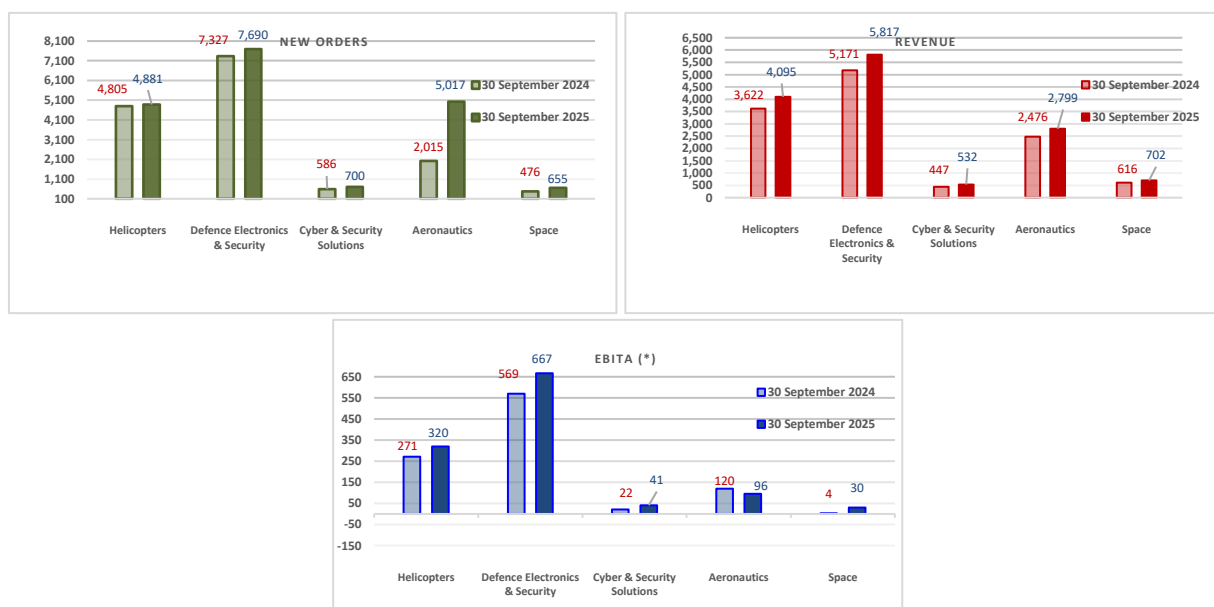 NEW ORDERS
8,100
7,100
6,100
5,100
4,100
3,100
2,100
1,100
100
4,805
4,881
7,327
7,690
586
700
2,015
5,017
476
655
30 September 2024
30 September 2025
Helicopters
Defence Electronics
& Security
Cyber & Security
Solutions
Aeronautics
Space
REVENUE
6,500
6,000
5,500
5,000
4,500
4,000
3,500
3,000
2,500
2,000
1,500
1,000
500
0
3,622
4,095
5,171
5,817
447
532
2,476
2,799
616
702
30 September 2024
30 September 2025
Helicopters
Defence
Electronics &
Security
Cyber & Security
Solutions
Aeronautics
Space
EBITA (*)
650
550
450
350
250
150
50
-50
-150
271
320
569
667
22
41
120
96
4
30
30 September 2024
30 September 2025
Helicopters
Defence Electronics
& Security
Cyber & Security
Solutions
Aeronautics
Space